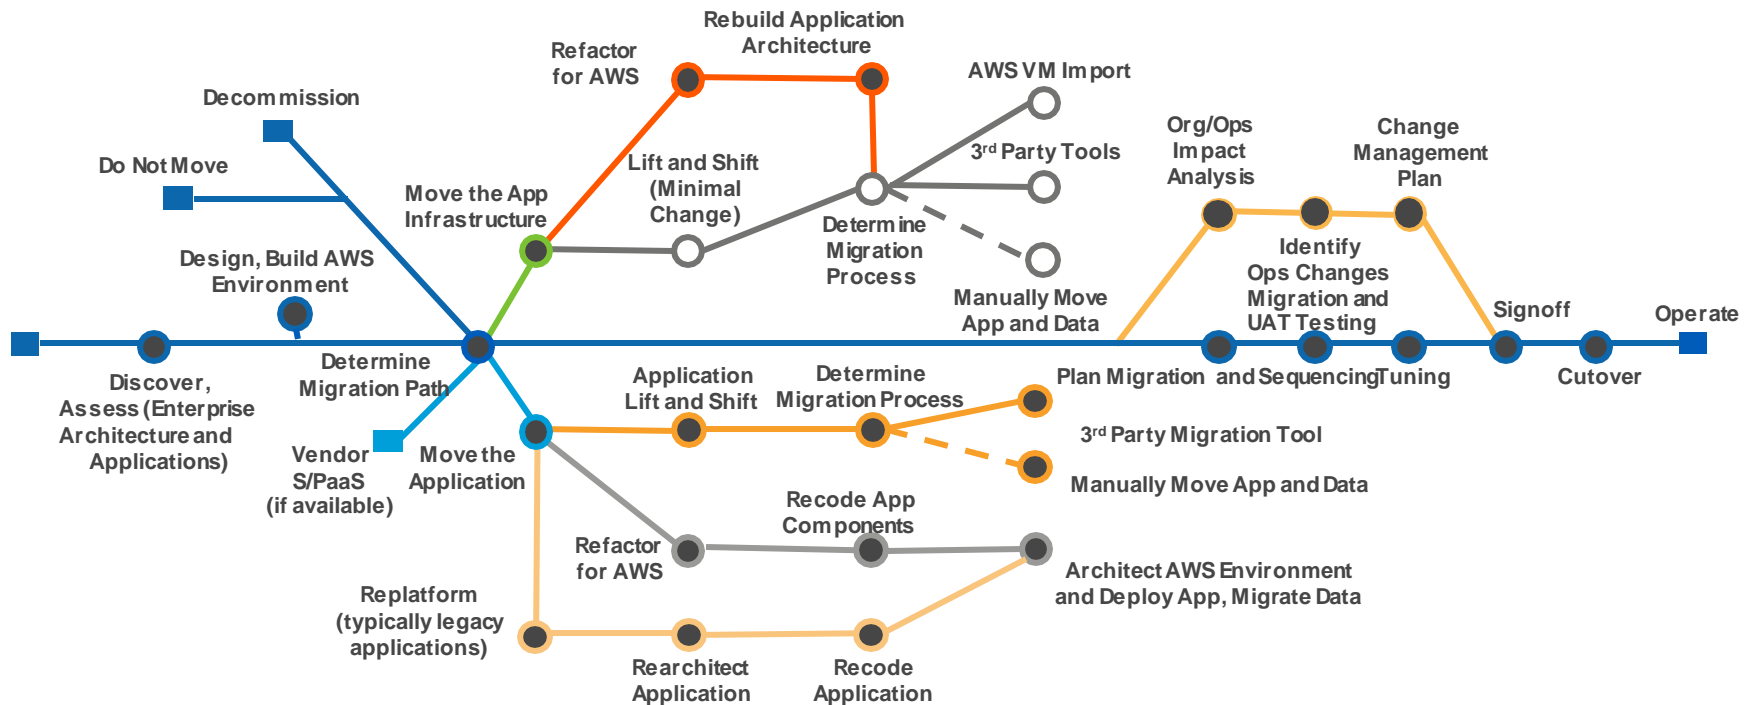 Rebuild Application
Architecture
Refactor
for AWS
AWS VM Import
Decommission
Org/Ops
Impact
Analysis
Change
Management
Plan
Do Not Move
Lift and Shift
(Minimal
Change)
3rd Party Tools
Move the App
Infrastructure
Determine
Migration
Process
Design, Build AWS
Environment
Identify
Ops Changes
Migration and
UAT Testing
Manually Move
App and Data
Signoff
Operate
Determine
Migration Path
Discover,
Assess (Enterprise
Architecture and
Applications)
Application
Lift and Shift
Determine
Migration Process
Plan Migration and Sequencing
Tuning
Cutover
Vendor
S/PaaS
(if available)
Move the
Application
3rd Party Migration Tool
Manually Move App and Data
Recode App
Components
Refactor
for AWS
Architect AWS Environment
and Deploy App, Migrate Data
Replatform
(typically legacy
applications)
Rearchitect
Application
Recode
Application